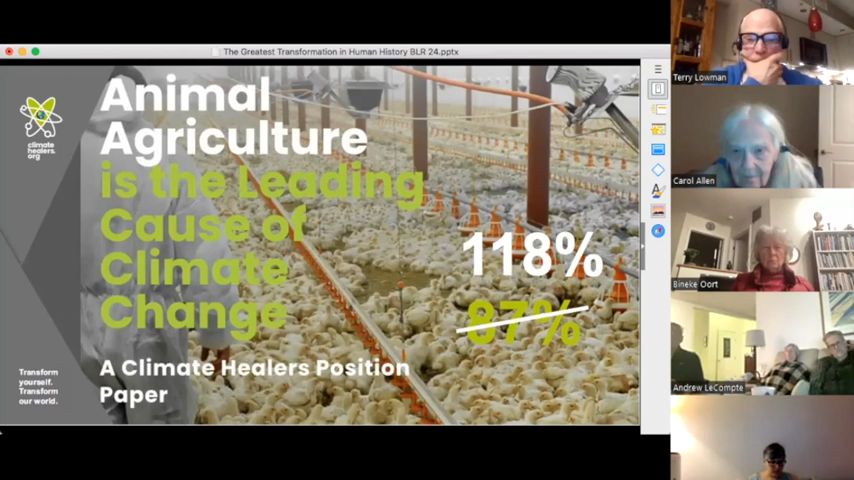 The Greatest Transformation in Human History BLR 24.pptx
climate
healers.
org
Animal
Agriculture
is the Leading
Cause of
Climate
Change
118%
87%
A Climate Healers Position
Paper
Transform
yourself.
Transform
our world.
Terry Lowman
Carol Allen
Bineke Oort
Andrew LeCompte